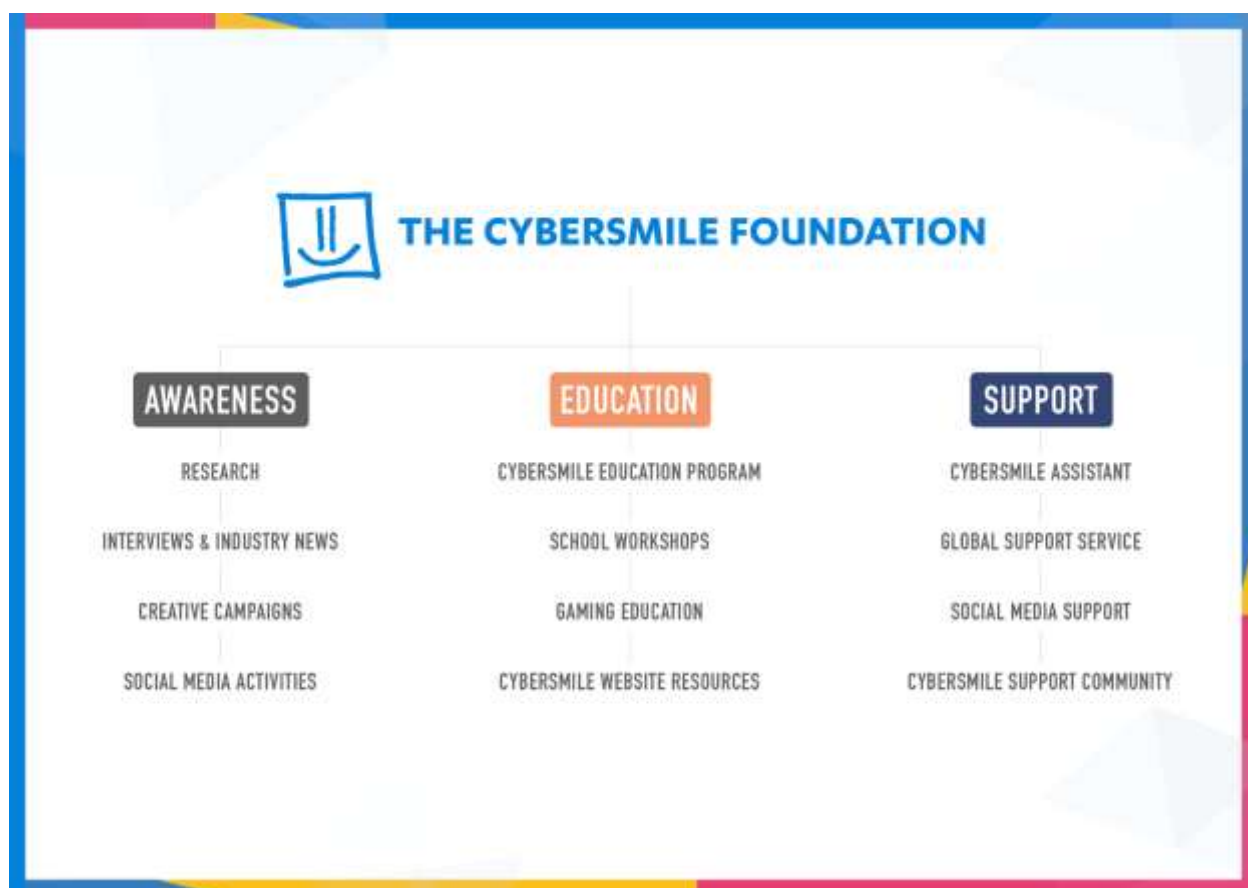 THE CYBERSMILE FOUNDATION
AWARENESS
RESEARCH
INTERVIEWS & INDUSTRY NEWS
CREATIVE CAMPAIGNS
SOCIAL MEDIA ACTIVITIES
EDUCATION
CYBERSMILE EDUCATION PROGRAM
SCHOOL WORKSHOPS
GAMING EDUCATION
CYBERSMILE WEBSITE RESOURCES
SUPPORT
CYBERSMILE ASSISTANT
GLOBAL SUPPORT SERVICE
SOCIAL MEDIA SUPPORT
CYBERSMILE SUPPORT COMMUNITY